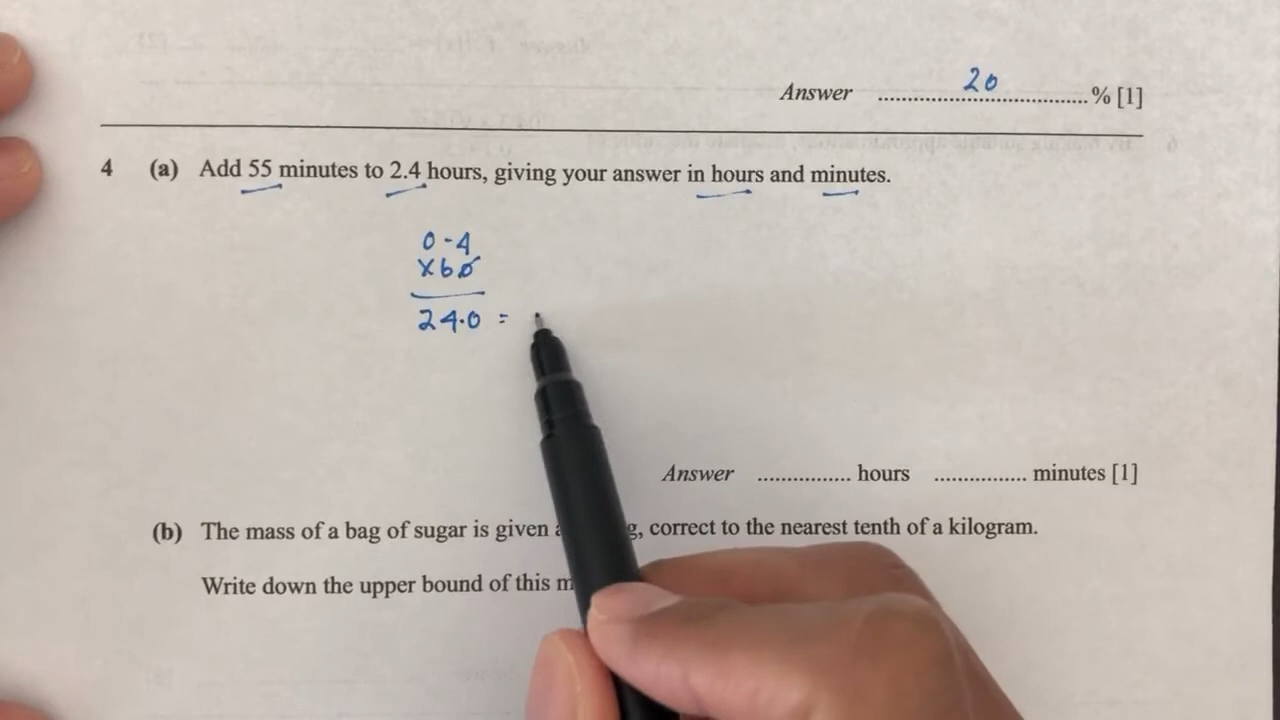 20
Answer .................................... % [1]
4 (a) Add 55 minutes to 2.4 hours, giving your answer in hours and minutes.
0-4
×60
24.0 =
Answer ................ hours ................ minutes [1]
(b) The mass of a bag of sugar is given g, correct to the nearest tenth of a kilogram.
Write down the upper bound of this